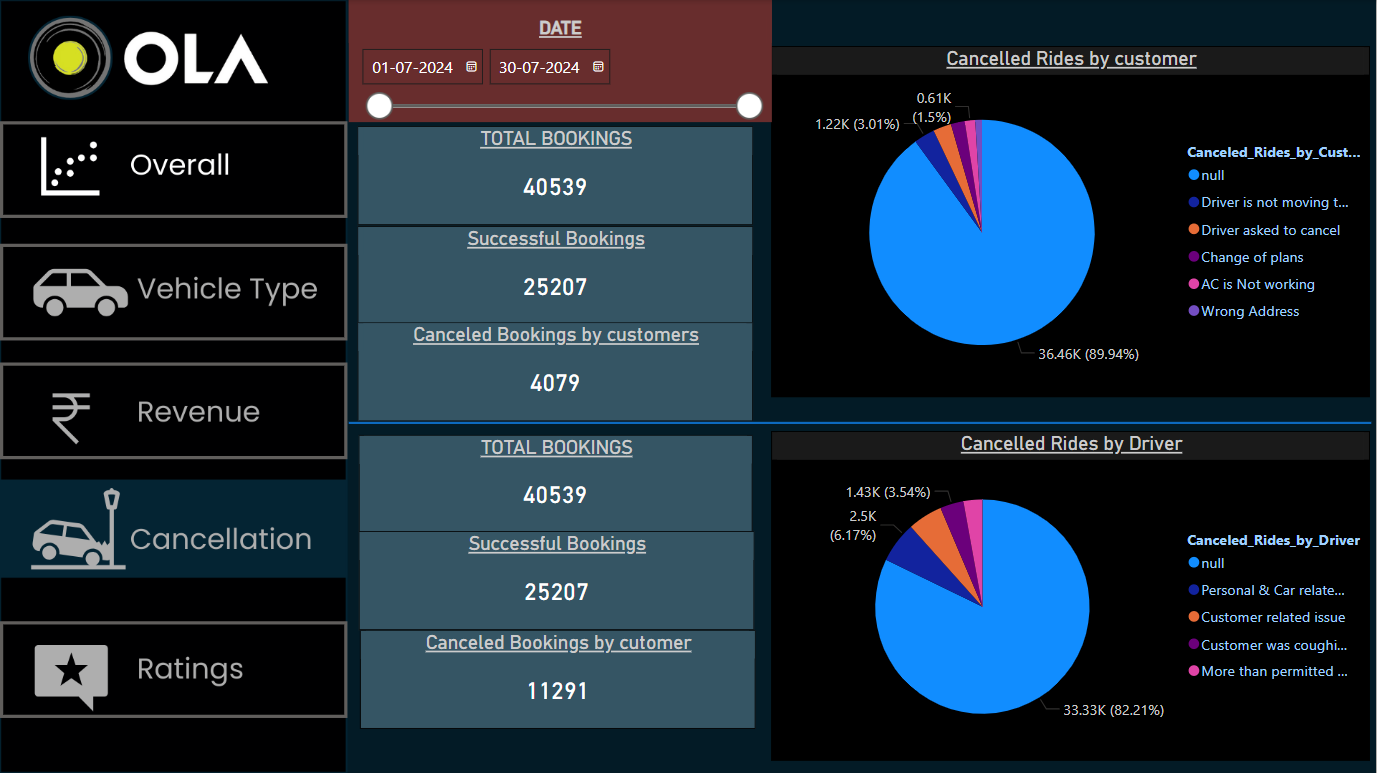 OLA
Overall
Vehicle Type
Revenue
Cancellation
Ratings
DATE
01-07-2024 30-07-2024
TOTAL BOOKINGS
40539
Successful Bookings
25207
Canceled Bookings by customers
4079
Cancelled Rides by customer
0.61K
(1.5%)
1.22K (3.01%)
36.46K (89.94%)
Canceled_Rides_by_Cust...
null
Driver is not moving t...
Driver asked to cancel
Change of plans
AC is Not working
Wrong Address
TOTAL BOOKINGS
40539
Successful Bookings
25207
Canceled Bookings by cutomer
11291
Cancelled Rides by Driver
1.43K (3.54%)
2.5K
(6.17%)
33.33K (82.21%)
Canceled_Rides_by_Driver
null
Personal & Car relate...
Customer related issue
Customer was coughi...
More than permitted ...